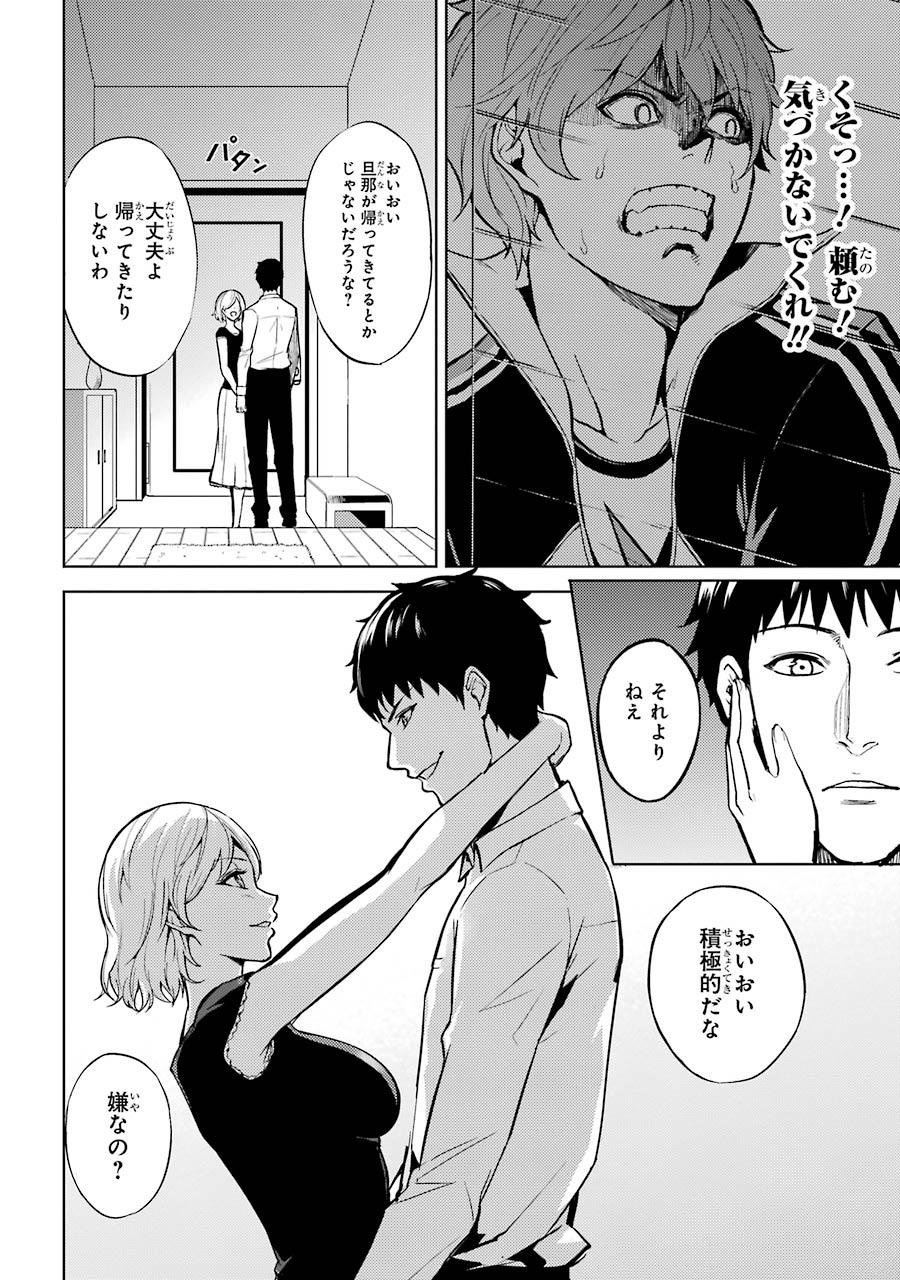 くそっ…！頼む！
気づかないでくれ！！
おいおい
旦那が帰ってきてるとか
じゃないだろうな？
パタン
大丈夫よ
帰ってきたり
しないわ
それより
ねえ
おいおい
積極的だな
嫌なの？